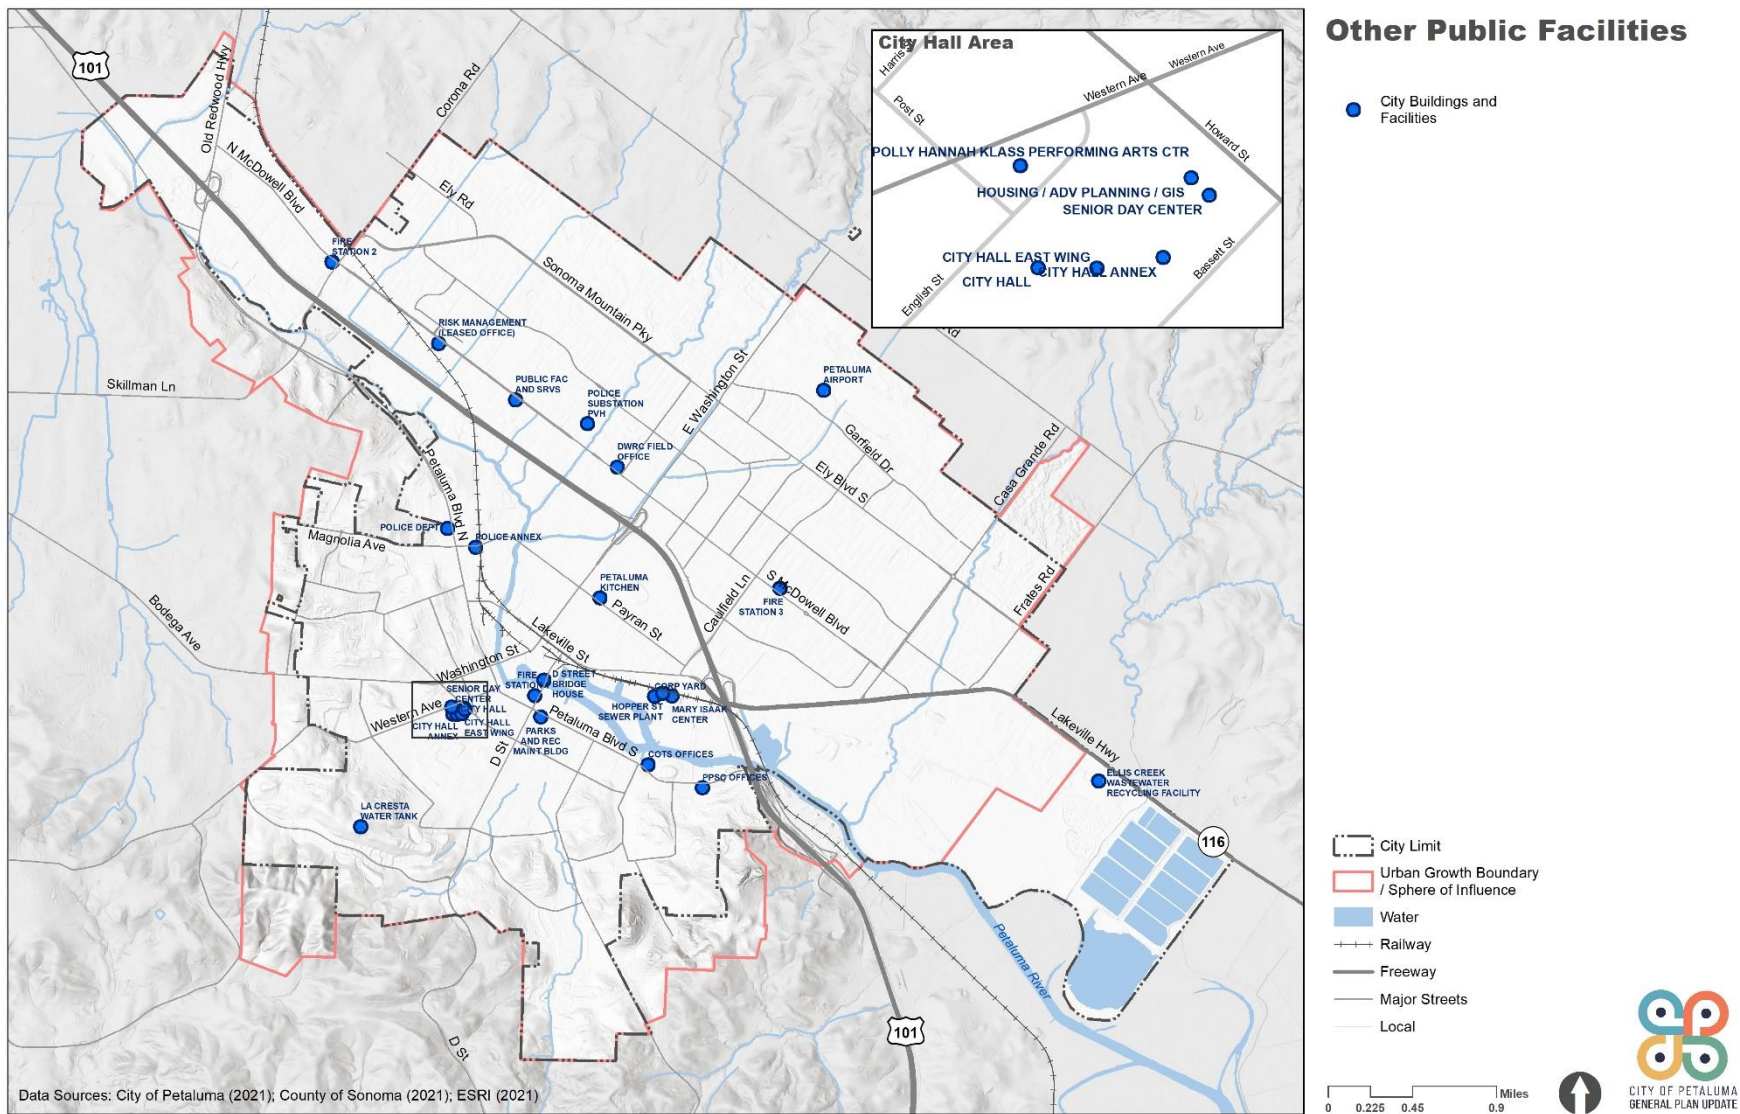 Other Public Facilities
City Buildings and
Facilities
City Hall Area
Harris
Post St
Western Ave
Western Ave
Howard St
POLLY HANNAH KLASS PERFORMING ARTS CTR
HOUSING / ADV PLANNING / GIS
SENIOR DAY CENTER
CITY HALL EAST WING
CITY HALL ANNEX
CITY HALL
English St
Bassett St
Rd
101
Old Redwood Hwy
N McDowell Blvd
Corona Rd
Ely Rd
FIRE
STATION 2
Sonoma Mountain Pky
RISK MANAGEMENT
(LEASED OFFICE)
PUBLIC FAC
AND SRVS
POLICE
SUBSTATION
PVH
E Washington St
PETALUMA
AIRPORT
Skillman Ln
DWRC FIELD
OFFICE
Garfield Dr
Ely Blvd S
Casa Grande Rd
Petaluma Blvd N
POLICE DEPT
POLICE ANNEX
Magnolia Ave
PETALUMA
KITCHEN
Payran St
Caulfield Ln
S McDowell Blvd
FIRE
STATION 3
Frates Rd
Bodega Ave
Lakeville St
Washington St
FIRE
STATION
D STREET
BRIDGE
HOUSE
SENIOR DAY
CENTER
CITY HALL
Western Ave
CITY HALL
ANNEX
CITY HALL
EAST WING
CORP YARD
HOPPER ST
SEWER PLANT
MARY ISAAK
CENTER
PARKS
AND REC
MAINT BLDG
Petaluma Blvd S
D St
COTS OFFICES
PPSC OFFICES
Lakeville Hwy
ELLIS CREEK
WASTEWATER
RECYCLING FACILITY
LA CRESTA
WATER TANK
116
Petaluma River
101
D St
Data Sources: City of Petaluma (2021); County of Sonoma (2021); ESRI (2021)
City Limit
Urban Growth Boundary
/ Sphere of Influence
Water
Railway
Freeway
Major Streets
Local
Miles
0 0.225 0.45 0.9
CITY OF PETALUMA
GENERAL PLAN UPDATE